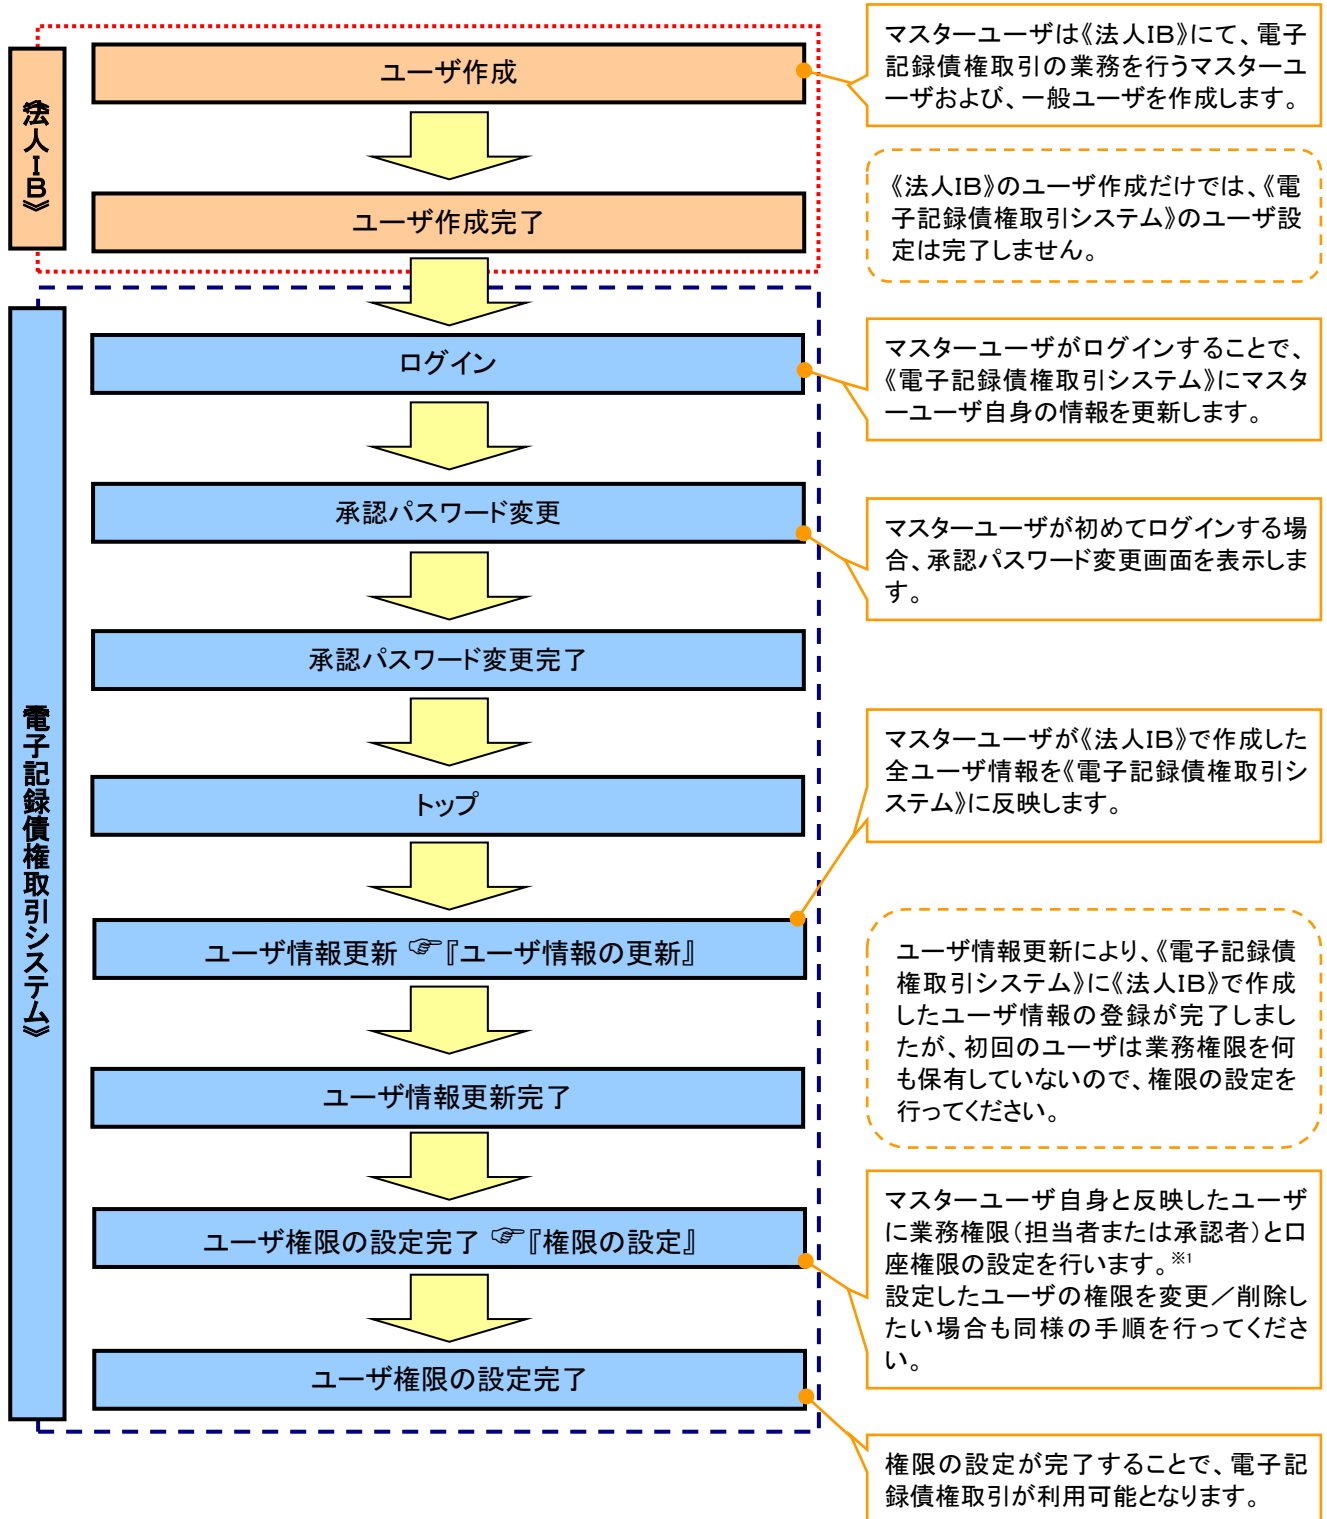 《法人ＩＢ》
ユーザ作成
マスターユーザは《法人ＩＢ》にて、電子
記録債権取引の業務を行うマスターユ
ーザおよび、一般ユーザを作成します。
ユーザ作成完了
《法人ＩＢ》のユーザ作成だけでは、《電
子記録債権取引システム》のユーザ設
定は完了しません。
《電子記録債権取引システム》
ログイン
マスターユーザがログインすることで、
《電子記録債権取引システム》にマスタ
ーユーザ自身の情報を更新します。
承認パスワード変更
マスターユーザが初めてログインする場
合、承認パスワード変更画面を表示しま
す。
承認パスワード変更完了
トップ
マスターユーザが《法人ＩＢ》で作成した
全ユーザ情報を《電子記録債権取引シ
ステム》に反映します。
ユーザ情報更新 ☞『ユーザ情報の更新』
ユーザ情報更新により、《電子記録債
権取引システム》に《法人ＩＢ》で作成
したユーザ情報の登録が完了しまし
たが、初回のユーザは業務権限を何
も保有していないので、権限の設定を
行ってください。
ユーザ情報更新完了
ユーザ権限の設定完了 ☞『権限の設定』
マスターユーザ自身と反映したユーザ
に業務権限（担当者または承認者）と口
座権限の設定を行います。※1
設定したユーザの権限を変更／削除し
たい場合も同様の手順を行ってくださ
い。
ユーザ権限の設定完了
権限の設定が完了することで、電子記
録債権取引が利用可能となります。